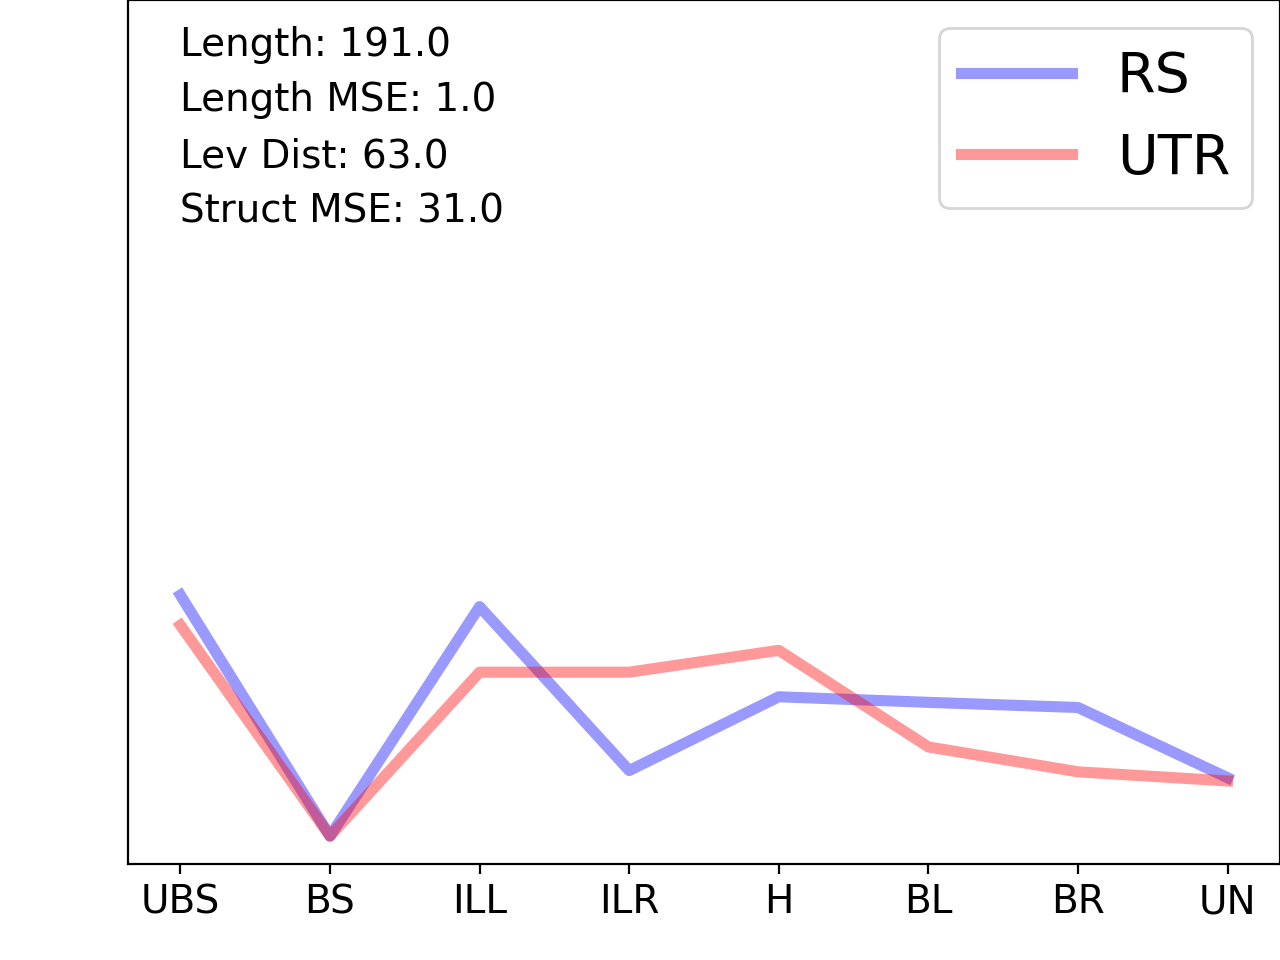 Length: 191.0
Length MSE: 1.0
Lev Dist: 63.0
Struct MSE: 31.0
RS
UTR
UBS BS ILL ILR H BL BR UN